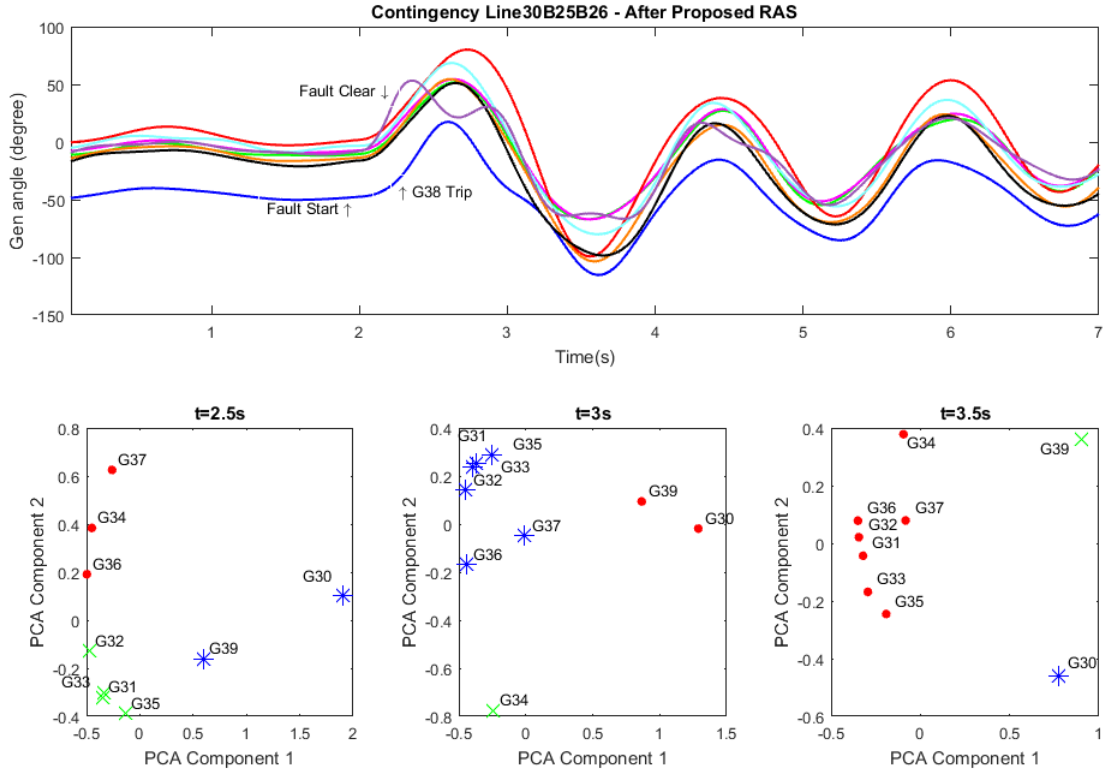 Contingency Line30B25B26 - After Proposed RAS
Gen angle (degree)
100
50
0
-50
-100
-150
Fault Clear ↓
↑ G38 Trip
Fault Start ↑
1 2 3 4 5 6 7
Time(s)
t=2.5s
PCA Component 2
0.8
0.6
0.4
0.2
0
-0.2
-0.4
G37
G34
G36
G30
G32
G39
G33 G31
G35
-0.5 0 0.5 1 1.5 2
PCA Component 1
t=3s
PCA Component 2
0.4
0.2
0
-0.2
-0.4
-0.6
-0.8
G31 G35
G33
G32
G39
G30
G37
G36
G34
-0.5 0 0.5 1 1.5
PCA Component 1
t=3.5s
PCA Component 2
0.4
0.2
0
-0.2
-0.4
-0.6
G34 G39
G36 G37
G32
G31
G33
G35
G30
-0.5 0 0.5 1
PCA Component 1